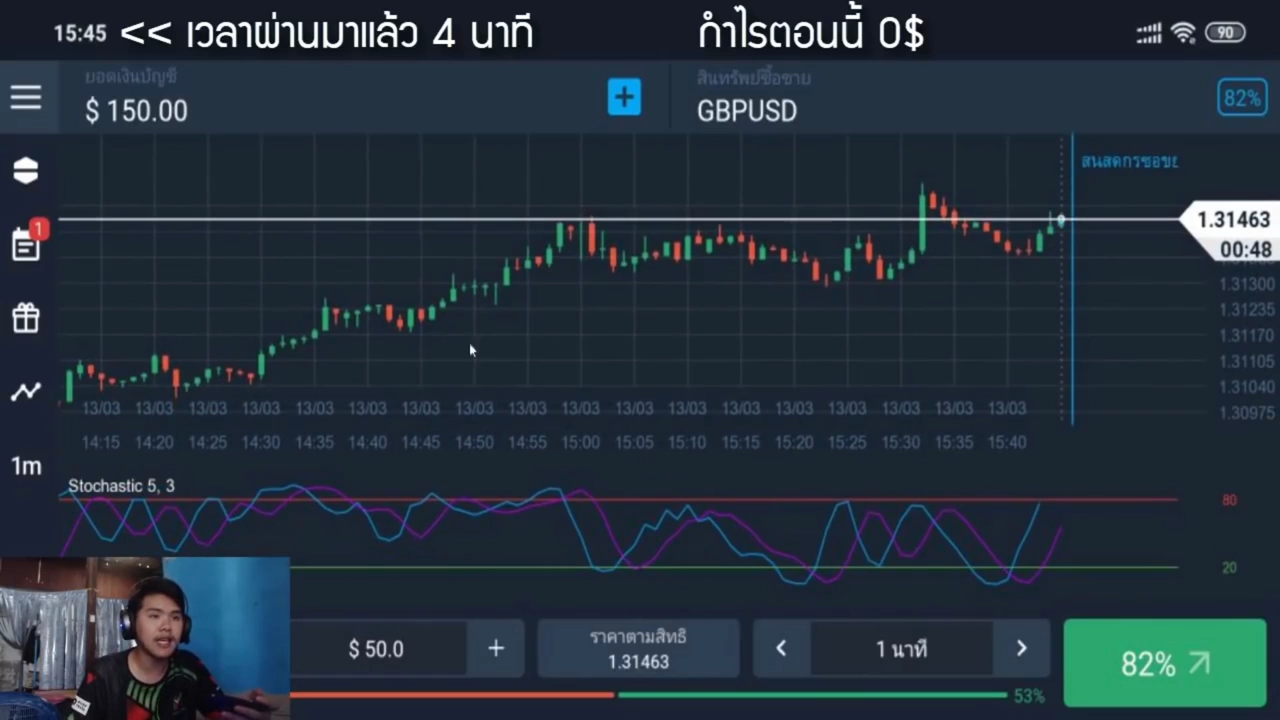 15:45 << เวลาผ่านมาแล้ว 4 นาที กำไรตอนนี้ 0$ 90
ยอดเงินบัญชี สินทรัพย์ซื้อขาย
$ 150.00 + GBPUSD 82%
1
1.31463
00:48
1.31300
1.31235
1.31170
1.31105
1.31040
1.30975
13/03 13/03 13/03 13/03 13/03 13/03 13/03 13/03 13/03 13/03 13/03 13/03 13/03 13/03 13/03 13/03 13/03 13/03
14:15 14:20 14:25 14:30 14:35 14:40 14:45 14:50 14:55 15:00 15:05 15:10 15:15 15:20 15:25 15:30 15:35 15:40
1m
Stochastic 5, 3
80
20
$ 50.0 +
ราคาตามสิทธิ
1.31463
< 1 นาที >
82%
53%